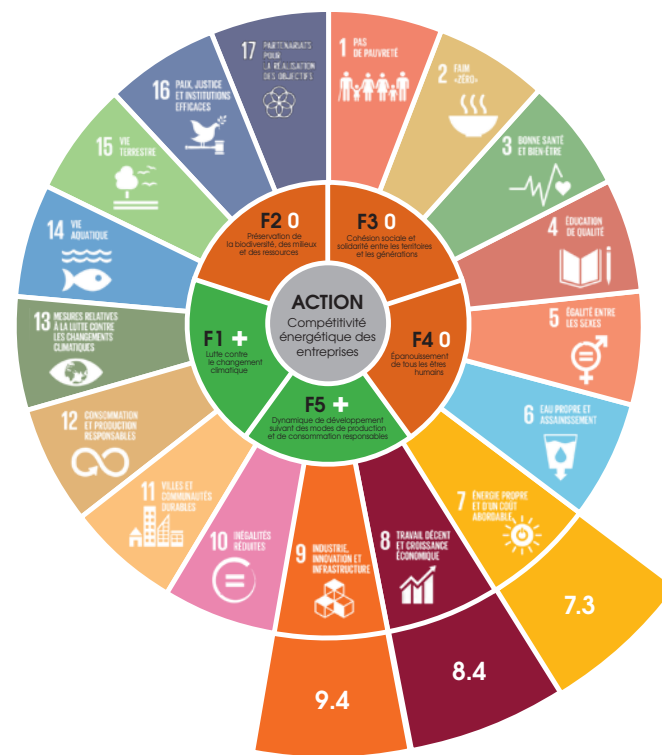 1 PAS
DE PAUVRETÉ
2 FAIM
«ZÉRO»
3 BONNE SANTÉ
ET BIEN-ÊTRE
4 ÉDUCATION
DE QUALITÉ
5 ÉGALITÉ ENTRE
LES SEXES
6 EAU PROPRE ET
ASSAINISSEMENT
7 ÉNERGIE PROPRE
ET D'UN COÛT
ABORDABLE
8 TRAVAIL DÉCENT
ET CROISSANCE
ÉCONOMIQUE
9 INDUSTRIE,
INNOVATION ET
INFRASTRUCTURE
10 INÉGALITÉS
RÉDUITES
11 VILLES ET
COMMUNAUTÉS
DURABLES
12 CONSOMMATION
ET PRODUCTION
RESPONSABLES
13 MESURES RELATIVES
À LA LUTTE CONTRE
LES CHANGEMENTS
CLIMATIQUES
14 VIE
AQUATIQUE
15 VIE
TERRESTRE
16 PAIX, JUSTICE
ET INSTITUTIONS
EFFICACES
17 PARTENARIATS
POUR
LA RÉALISATION
DES OBJECTIFS
F2 0
Préservation de
la biodiversité, des milieux
et des ressources
F3 0
Cohésion sociale et
solidarité entre les territoires
et les générations
F1 +
Lutte contre
le changement
climatique
ACTION
Compétitivité
énergétique des
entreprises
F4 0
Épanouissement
de tous les êtres
humains
F5 +
Dynamique de développement
suivant des modes de production
et de consommation responsables
7.3
8.4
9.4